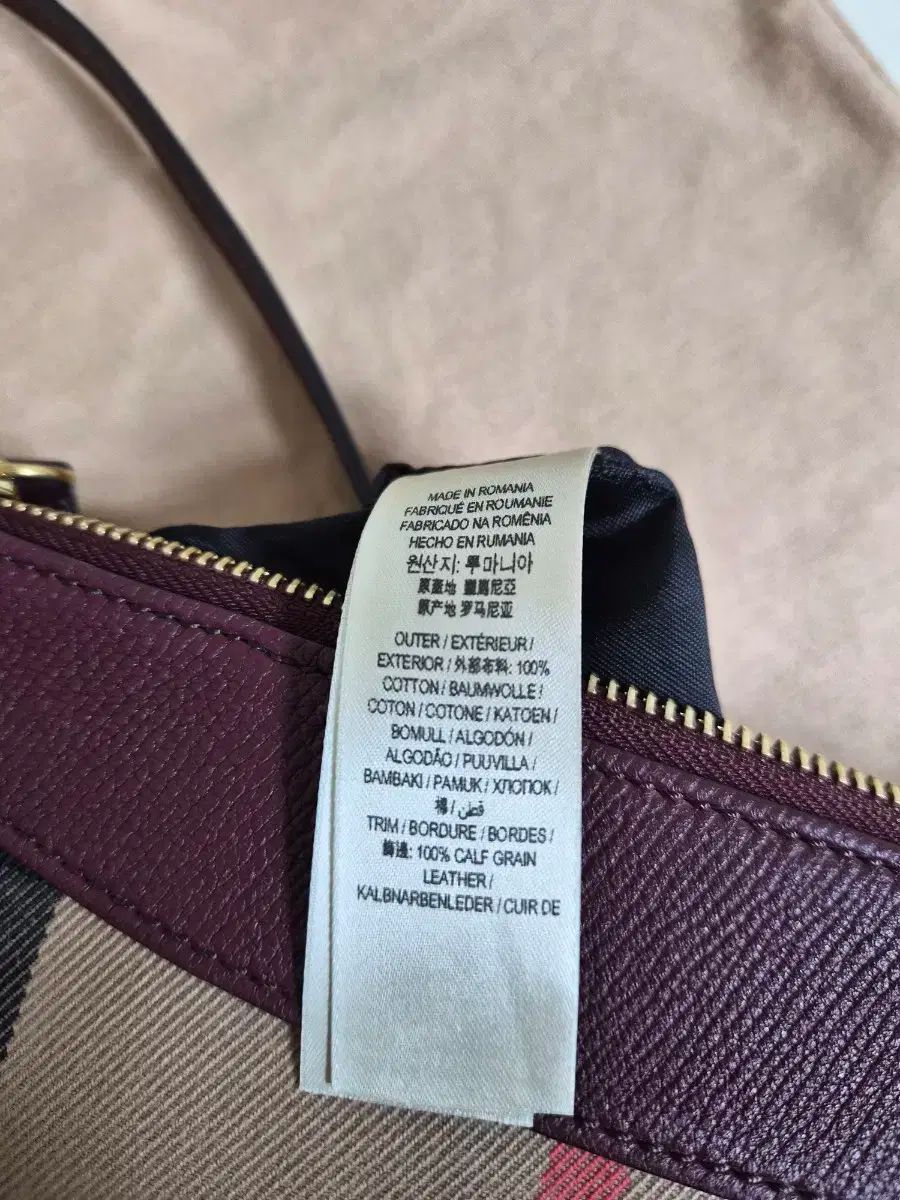 MADE IN ROMANIA
FABRIQUÉ EN ROUMANIE
FABRICADO NA ROMÊNIA
HECHO EN RUMANIA
원산지: 루마니아
原產地 羅馬尼亞
原产地 罗马尼亚
OUTER / EXTÉRIEUR /
EXTERIOR / 外部布料: 100%
COTTON / BAUMWOLLE /
COTON / COTONE / KATOEN /
BOMULL / ALGODÓN /
ALGODÃO / PUUVILLA /
BAMBAKI / PAMUK / ХЛОПОК /
棉 / قطن
TRIM / BORDURE / BORDES /
飾邊: 100% CALF GRAIN
LEATHER /
KALBNARBENLEDER / CUIR DE